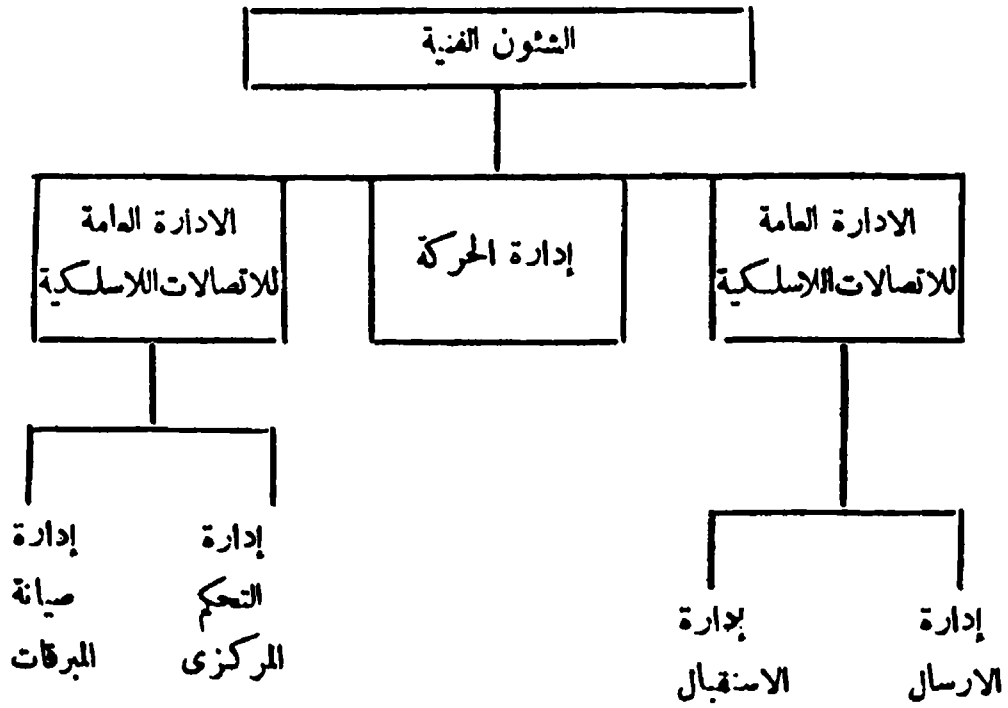 الشئون الفنية
الادارة العامة
للاتصالات اللاسلكية
إدارة الحركة
الادارة العامة
للاتصالات اللاسلكية
إدارة
الارسال
إدارة
الاستقبال
إدارة
التحكم
المركزى
إدارة
صيانة
المبرقات